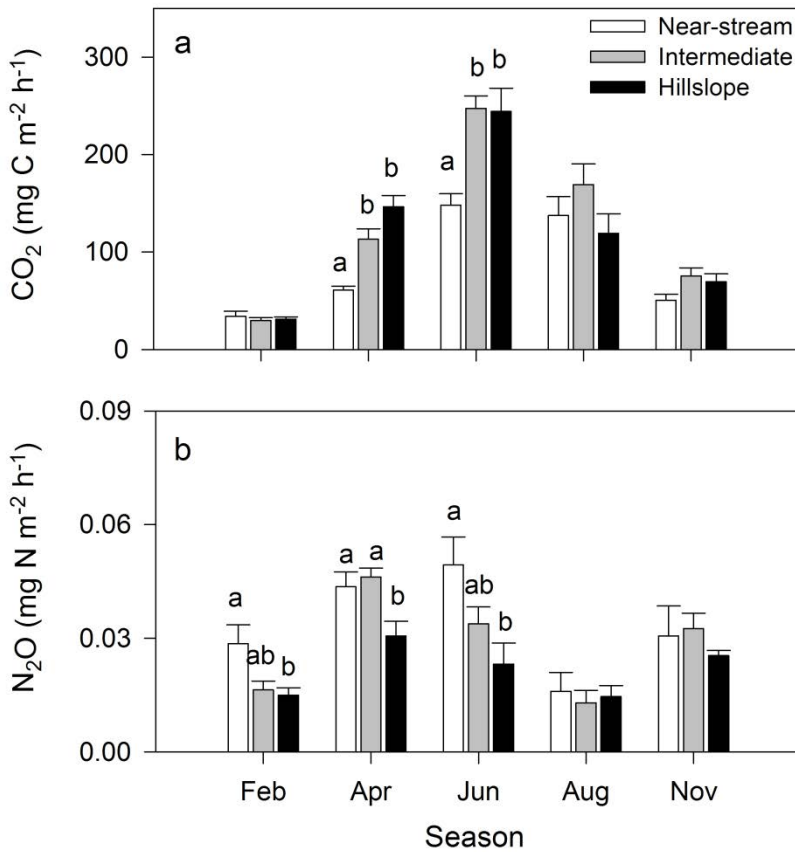 a
Near-stream
Intermediate
Hillslope
CO₂ (mg C m⁻² h⁻¹)
300
200
100
0
a b b
a b b
b
N₂O (mg N m⁻² h⁻¹)
0.09
0.06
0.03
0.00
a ab b
a a b
a ab b
Feb Apr Jun Aug Nov
Season